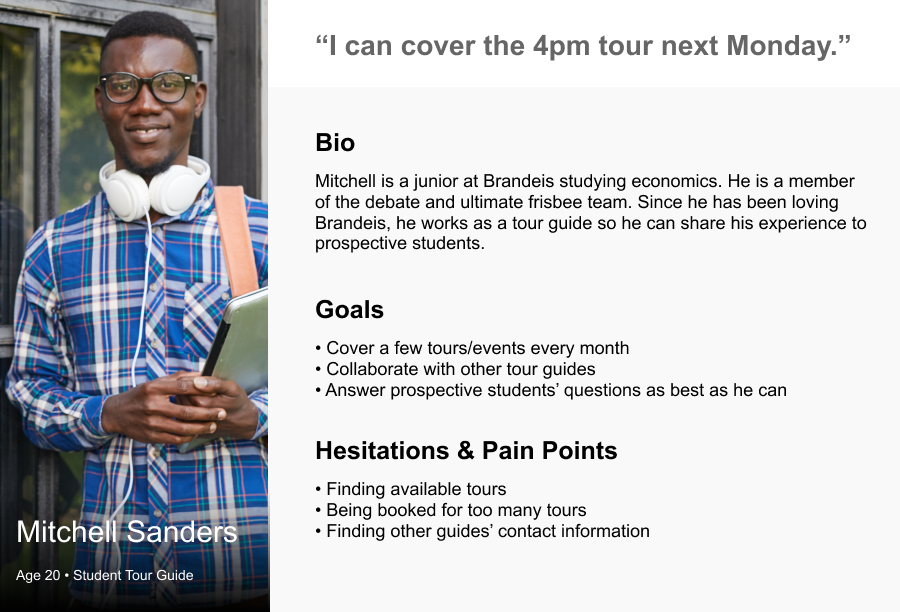 “I can cover the 4pm tour next Monday.”
Bio
Mitchell is a junior at Brandeis studying economics. He is a member
of the debate and ultimate frisbee team. Since he has been loving
Brandeis, he works as a tour guide so he can share his experience to
prospective students.
Goals
• Cover a few tours/events every month
• Collaborate with other tour guides
• Answer prospective students’ questions as best as he can
Hesitations & Pain Points
• Finding available tours
• Being booked for too many tours
• Finding other guides’ contact information
Mitchell Sanders
Age 20 • Student Tour Guide